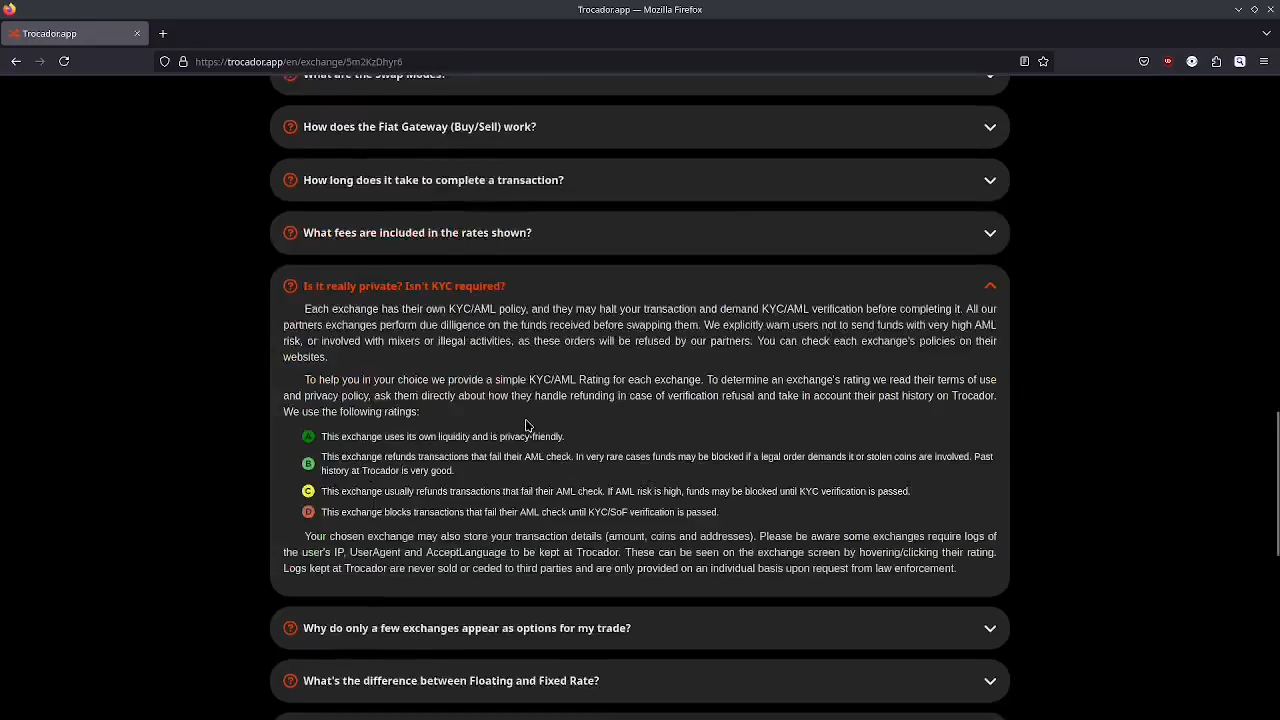 Trocador.app — Mozilla Firefox
Trocador.app
https://trocador.app/en/exchange/5m2KzDhyr6
What are the Swap Modes?
How does the Fiat Gateway (Buy/Sell) work?
How long does it take to complete a transaction?
What fees are included in the rates shown?
Is it really private? Isn't KYC required?
Each exchange has their own KYC/AML policy, and they may halt your transaction and demand KYC/AML verification before completing it. All our
partners exchanges perform due dilligence on the funds received before swapping them. We explicitly warn users not to send funds with very high AML
risk, or involved with mixers or illegal activities, as these orders will be refused by our partners. You can check each exchange's policies on their
websites.
To help you in your choice we provide a simple KYC/AML Rating for each exchange. To determine an exchange's rating we read their terms of use
and privacy policy, ask them directly about how they handle refunding in case of verification refusal and take in account their past history on Trocador.
We use the following ratings:
A This exchange uses its own liquidity and is privacy-friendly.
B This exchange refunds transactions that fail their AML check. In very rare cases funds may be blocked if a legal order demands it or stolen coins are involved. Past
history at Trocador is very good.
C This exchange usually refunds transactions that fail their AML check. If AML risk is high, funds may be blocked until KYC verification is passed.
D This exchange blocks transactions that fail their AML check until KYC/SoF verification is passed.
Your chosen exchange may also store your transaction details (amount, coins and addresses). Please be aware some exchanges require logs of
the user's IP, UserAgent and AcceptLanguage to be kept at Trocador. These can be seen on the exchange screen by hovering/clicking their rating.
Logs kept at Trocador are never sold or ceded to third parties and are only provided on an individual basis upon request from law enforcement.
Why do only a few exchanges appear as options for my trade?
What's the difference between Floating and Fixed Rate?